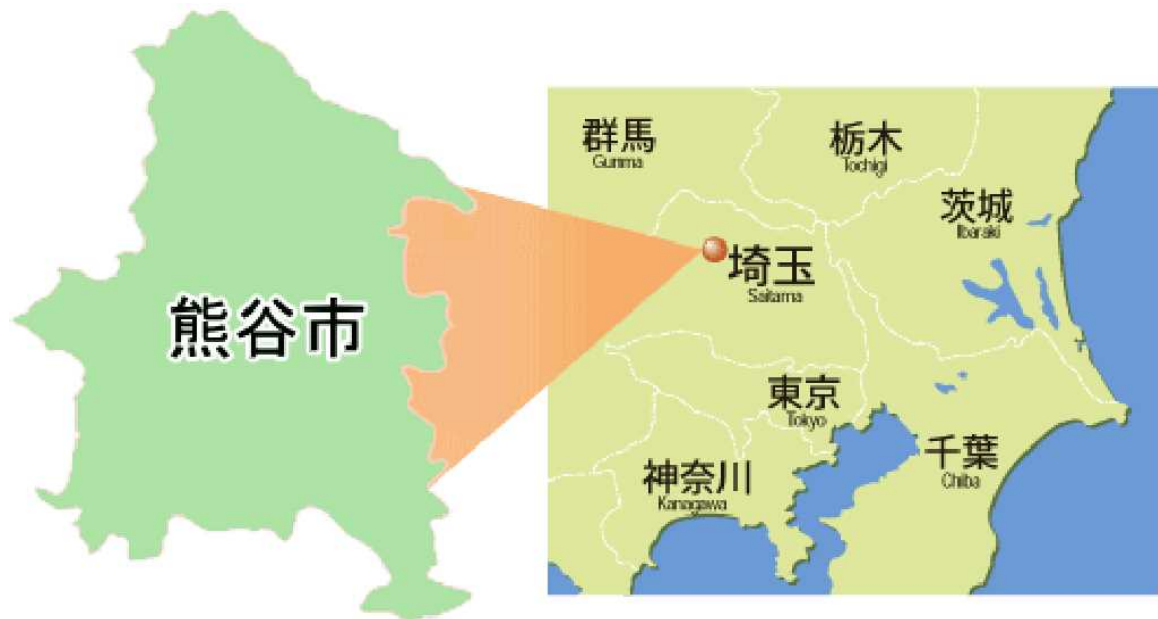 熊谷市
群馬
Gunma
栃木
Tochigi
茨城
Ibaraki
埼玉
Saitama
東京
Tokyo
千葉
Chiba
神奈川
Kanagawa